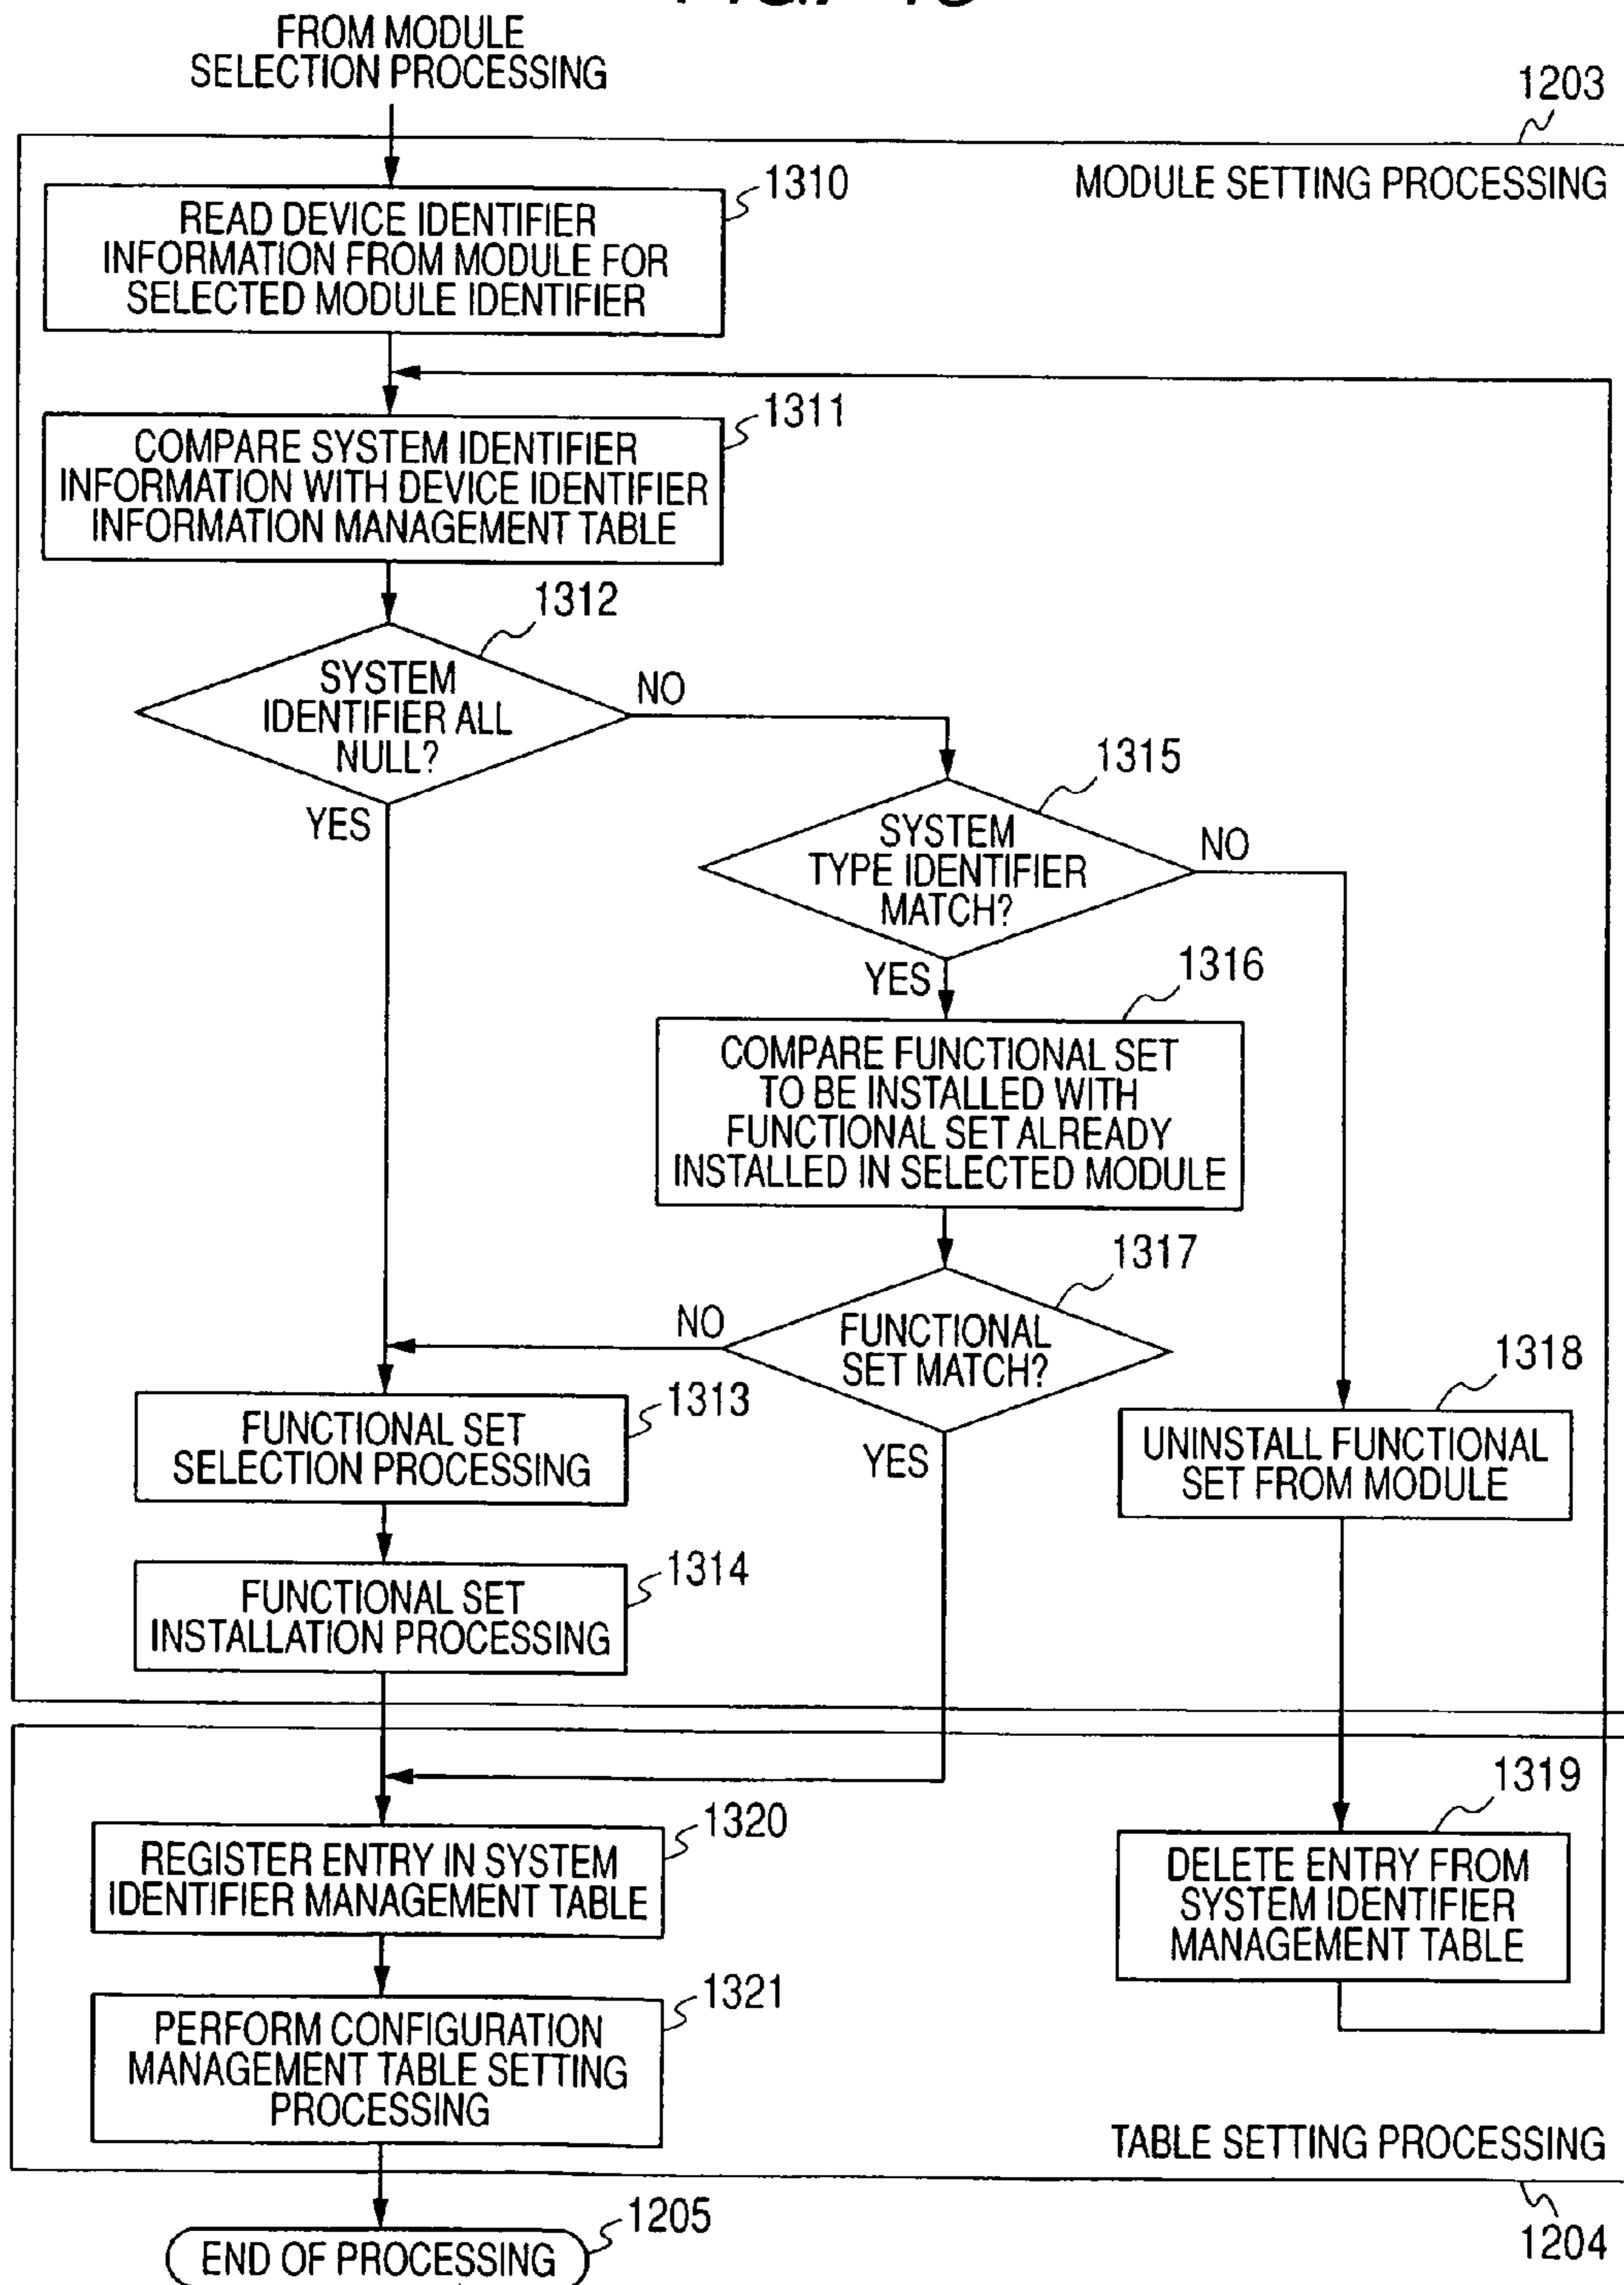 FROM MODULE
SELECTION PROCESSING
1203
MODULE SETTING PROCESSING
1310
READ DEVICE IDENTIFIER
INFORMATION FROM MODULE FOR
SELECTED MODULE IDENTIFIER
1311
COMPARE SYSTEM IDENTIFIER
INFORMATION WITH DEVICE IDENTIFIER
INFORMATION MANAGEMENT TABLE
1312
SYSTEM
IDENTIFIER ALL
NULL?
NO
YES
1315
SYSTEM
TYPE IDENTIFIER
MATCH?
NO
YES
1316
COMPARE FUNCTIONAL SET
TO BE INSTALLED WITH
FUNCTIONAL SET ALREADY
INSTALLED IN SELECTED MODULE
1317
FUNCTIONAL
SET MATCH?
NO
YES
1313
FUNCTIONAL SET
SELECTION PROCESSING
1318
UNINSTALL FUNCTIONAL
SET FROM MODULE
1314
FUNCTIONAL SET
INSTALLATION PROCESSING
1319
DELETE ENTRY FROM
SYSTEM IDENTIFIER
MANAGEMENT TABLE
1320
REGISTER ENTRY IN SYSTEM
IDENTIFIER MANAGEMENT TABLE
1321
PERFORM CONFIGURATION
MANAGEMENT TABLE SETTING
PROCESSING
TABLE SETTING PROCESSING
1204
1205
END OF PROCESSING